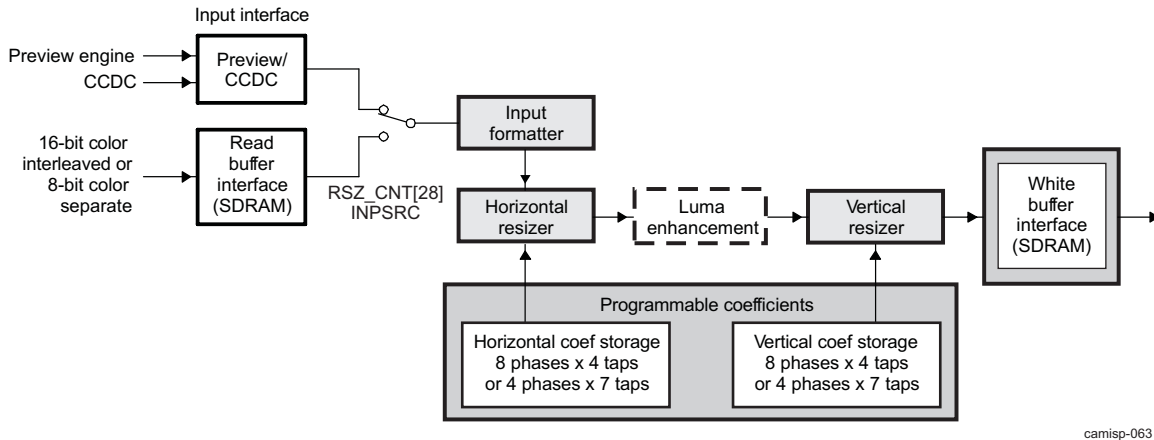 Input interface
Preview engine
CCDC
Preview/
CCDC
16-bit color
interleaved or
8-bit color
separate
Read
buffer
interface
(SDRAM)
RSZ_CNT[28]
INPSRC
Input
formatter
Horizontal
resizer
Luma
enhancement
Vertical
resizer
White
buffer
interface
(SDRAM)
Programmable coefficients
Horizontal coef storage
8 phases x 4 taps
or 4 phases x 7 taps
Vertical coef storage
8 phases x 4 taps
or 4 phases x 7 taps
camisp-063